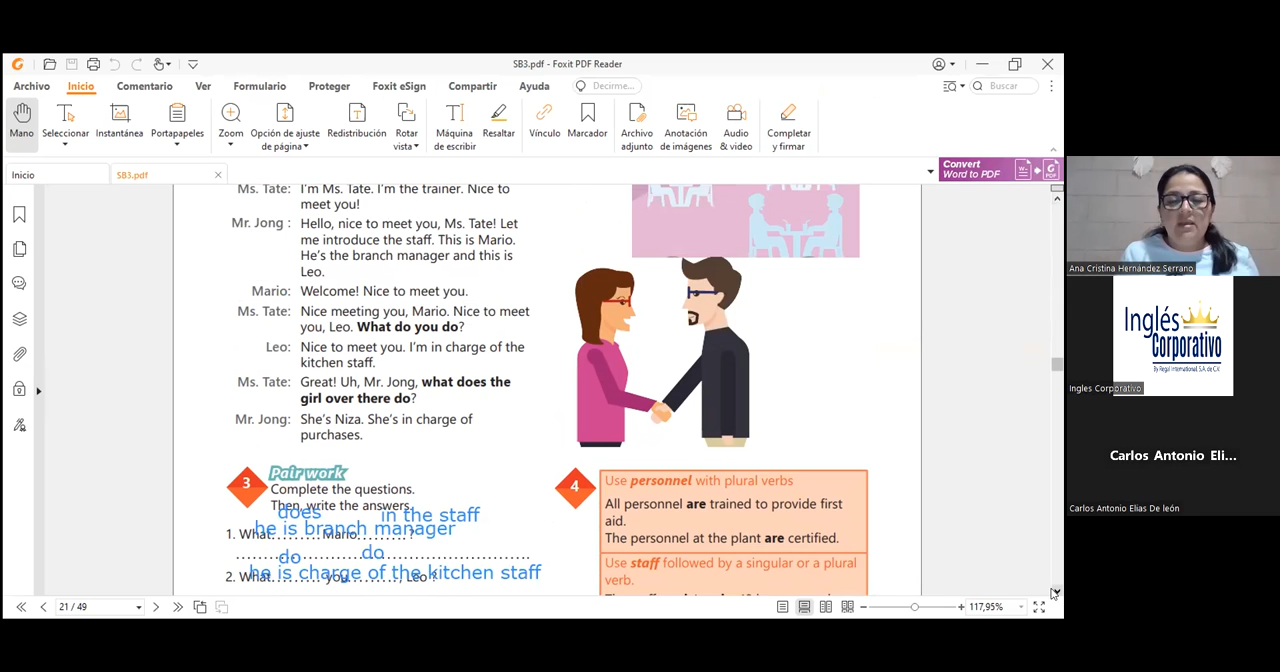 SB3.pdf - Foxit PDF Reader
Archivo Inicio Comentario Ver Formulario Proteger Foxit eSign Compartir Ayuda Decirme... Buscar
Mano Seleccionar Instantánea Portapapeles Zoom Opción de ajuste de página Redistribución Rotar vista Máquina de escribir Resaltar Vínculo Marcador Archivo adjunto Anotación de imágenes Audio & video Completar y firmar
Inicio SB3.pdf
Convert
Word to PDF
Ms. Tate: I'm Ms. Tate. I'm the trainer. Nice to
meet you!
Mr. Jong : Hello, nice to meet you, Ms. Tate! Let
me introduce the staff. This is Mario.
He's the branch manager and this is
Leo.
Mario: Welcome! Nice to meet you.
Ms. Tate: Nice meeting you, Mario. Nice to meet
you, Leo. What do you do?
Leo: Nice to meet you. I'm in charge of the
kitchen staff.
Ms. Tate: Great! Uh, Mr. Jong, what does the
girl over there do?
Mr. Jong: She's Niza. She's in charge of
purchases.
3 Pair work
Complete the questions.
Then, write the answers.
does in the staff
1. What.........Mario.........?
he is branch manager
do do
2. What.........you........., Leo ?
he is charge of the kitchen staff
4
Use personnel with plural verbs
All personnel are trained to provide first
aid.
The personnel at the plant are certified.
Use staff followed by a singular or a plural
verb.
21 / 49
117,95%
Ana Cristina Hernández Serrano
Inglés
Corporativo
By Regal International, S.A. de C.V.
Ingles Corporativo
Carlos Antonio Eli...
Carlos Antonio Elias De león